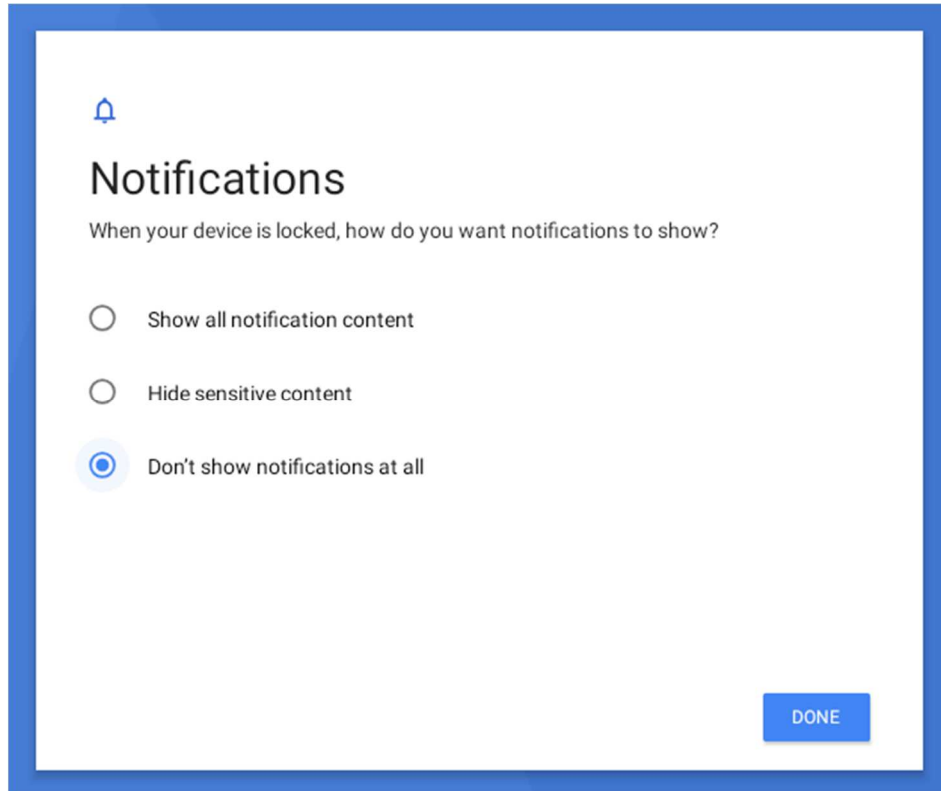 Notifications
When your device is locked, how do you want notifications to show?
Show all notification content
Hide sensitive content
Don’t show notifications at all
DONE